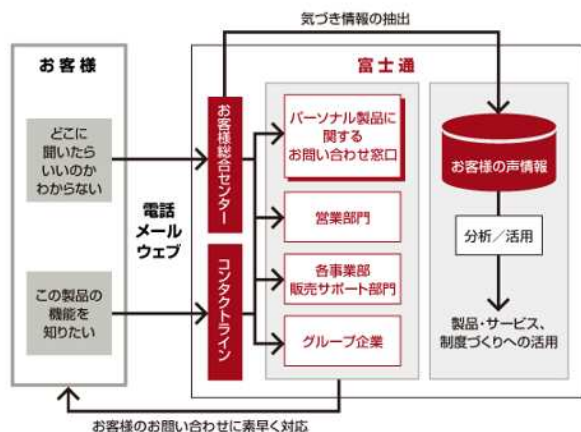 気づき情報の抽出
お客様
富士通
どこに
聞いたら
いいのか
わからない
この製品の
機能を
知りたい
電話
メール
ウェブ
お客様総合センター
コンタクトライン
パーソナル製品に
関する
お問い合わせ窓口
営業部門
各事業部
販売サポート部門
グループ企業
お客様の声情報
分析／活用
製品・サービス、
制度づくりへの活用
お客様のお問い合わせに素早く対応